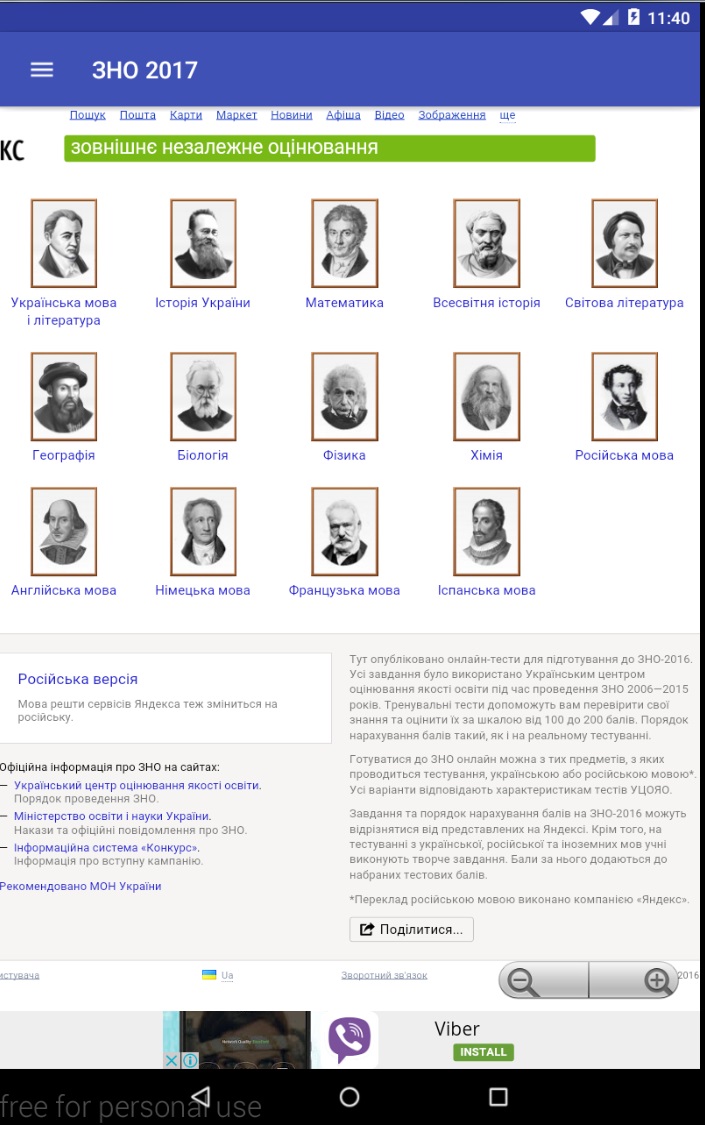 11:40
ЗНО 2017
Пошук Пошта Карти Маркет Новини Афіша Відео Зображення ще
кс
зовнішнє незалежне оцінювання
Українська мова
і література
Історія України
Математика
Всесвітня історія
Світова література
Географія
Біологія
Фізика
Хімія
Російська мова
Англійська мова
Німецька мова
Французька мова
Іспанська мова
Російська версія
Мова решти сервісів Яндекса теж зміниться на
російську.
Офіційна інформація про ЗНО на сайтах:
— Український центр оцінювання якості освіти.
Порядок проведення ЗНО.
— Міністерство освіти і науки України.
Накази та офіційні повідомлення про ЗНО.
— Інформаційна система «Конкурс».
Інформація про вступну кампанію.
Рекомендовано МОН України
Тут опубліковано онлайн-тести для підготування до ЗНО-2016.
Усі завдання було використано Українським центром
оцінювання якості освіти під час проведення ЗНО 2006—2015
років. Тренувальні тести допоможуть вам перевірити свої
знання та оцінити їх за шкалою від 100 до 200 балів. Порядок
нарахування балів такий, як і на реальному тестуванні.
Готуватися до ЗНО онлайн можна з тих предметів, з яких
проводиться тестування, українською або російською мовою*.
Усі варіанти відповідають характеристикам тестів УЦОЯО.
Завдання та порядок нарахування балів на ЗНО-2016 можуть
відрізнятися від представлених на Яндексі. Крім того, на
тестуванні з української, російської та іноземних мов учні
виконують творче завдання. Бали за нього додаються до
набраних тестових балів.
*Переклад російською мовою виконано компанією «Яндекс».
Поділитися...
истувача
Ua
Зворотний зв'язок
2016
Viber
INSTALL
free for personal use